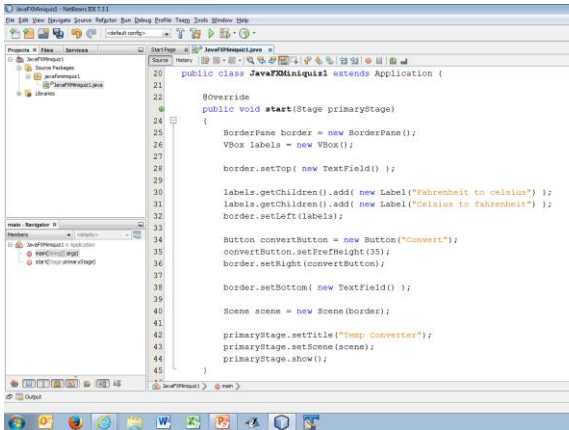 JavaFXMiniquiz1 - NetBeans IDE 7.3.1
File Edit View Navigate Source Refactor Run Debug Profile Team Tools Window Help
<default config>
Projects Files Services
Start Page JavaFXMiniquiz1.java
JavaFXMiniquiz1
Source Packages
javafxminiquiz1
JavaFXMiniquiz1.java
Libraries
Source History
20 public class JavaFXMiniquiz1 extends Application {
21
22 @Override
public void start(Stage primaryStage)
24 {
25 BorderPane border = new BorderPane();
26 VBox labels = new VBox();
27
28 border.setTop( new TextField() );
29
30 labels.getChildren().add( new Label("Fahrenheit to celsius") );
31 labels.getChildren().add( new Label("Celsius to fahrenheit") );
32 border.setLeft(labels);
33
34 Button convertButton = new Button("Convert");
35 convertButton.setPrefHeight(35);
36 border.setRight(convertButton);
37
38 border.setBottom( new TextField() );
39
40 Scene scene = new Scene(border);
41
42 primaryStage.setTitle("Temp Converter");
43 primaryStage.setScene(scene);
44 primaryStage.show();
45 }
main - Navigator
Members <empty>
JavaFXMiniquiz1 :: Application
main(String[] args)
start(Stage primaryStage)
JavaFXMiniquiz1 main
Output